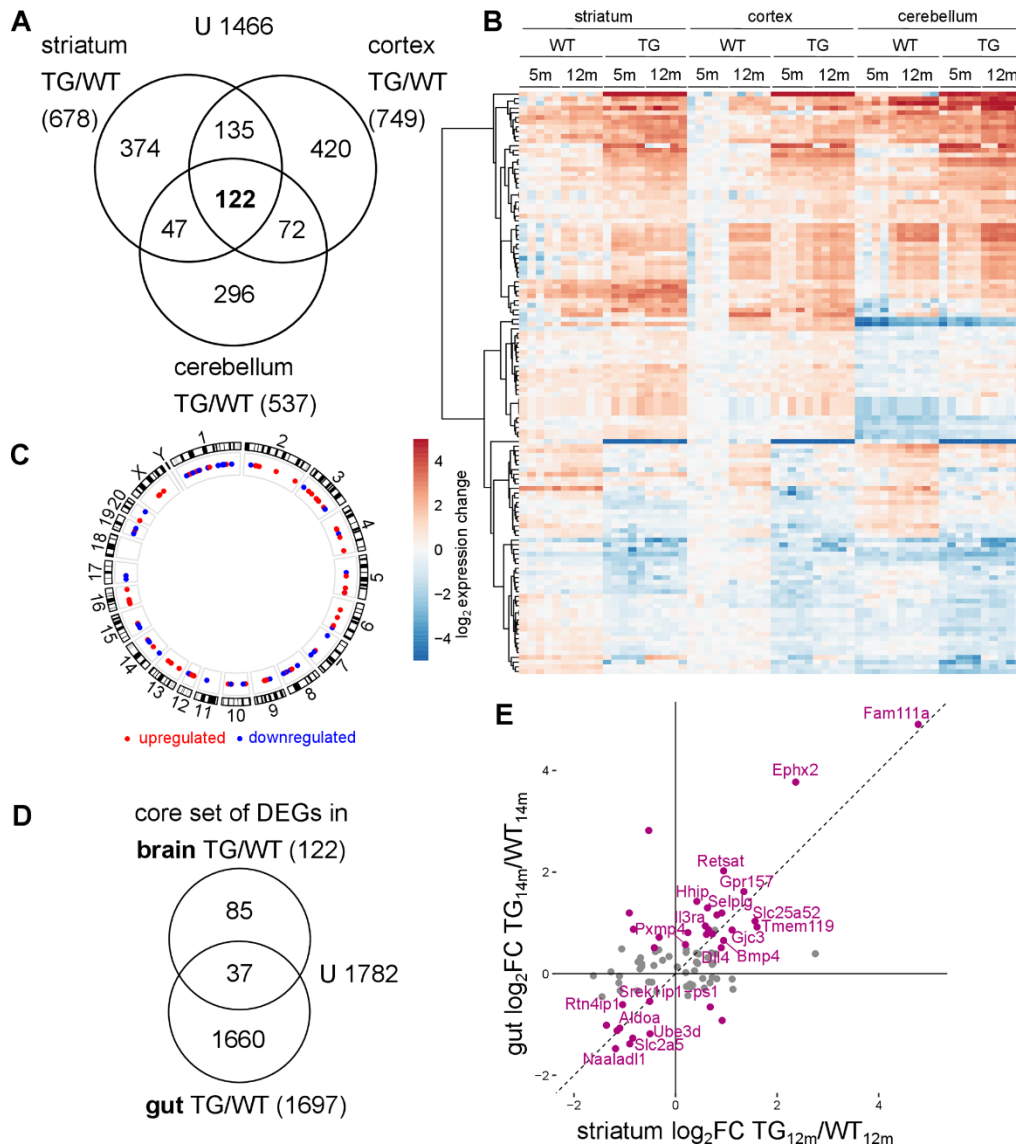 A
U 1466
striatum
TG/WT
(678)
cortex
TG/WT
(749)
374
135
420
122
47
72
296
cerebellum
TG/WT (537)
B
striatum cortex cerebellum
WT TG WT TG WT TG
5m 12m 5m 12m 5m 12m 5m 12m 5m 12m 5m 12m
4
2
0
−2
−4
log2 expression change
C
1
2
3
4
5
6
7
8
9
10
11
12
13
14
15
16
17
18
19
20
X
Y
upregulated downregulated
D
core set of DEGs in
brain TG/WT (122)
85
37
U 1782
1660
gut TG/WT (1697)
E
Fam111a
Ephx2
Retsat
Gpr157
Hhip
Selplg
Slc25a52
Il3ra
Tmem119
Pxmp4
Gjc3
Dll4
Bmp4
Srek1ip1−ps1
Rtn4ip1
Aldoa
Ube3d
Slc2a5
Naaladl1
4
2
0
−2
−2 0 2 4
gut log2FC TG14m/WT14m
striatum log2FC TG12m/WT12m